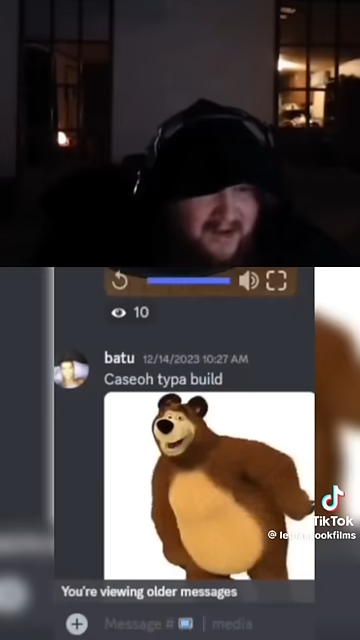 10
batu 12/14/2023 10:27 AM
Caseoh typa build
TikTok
You're viewing older messages
Message #
media